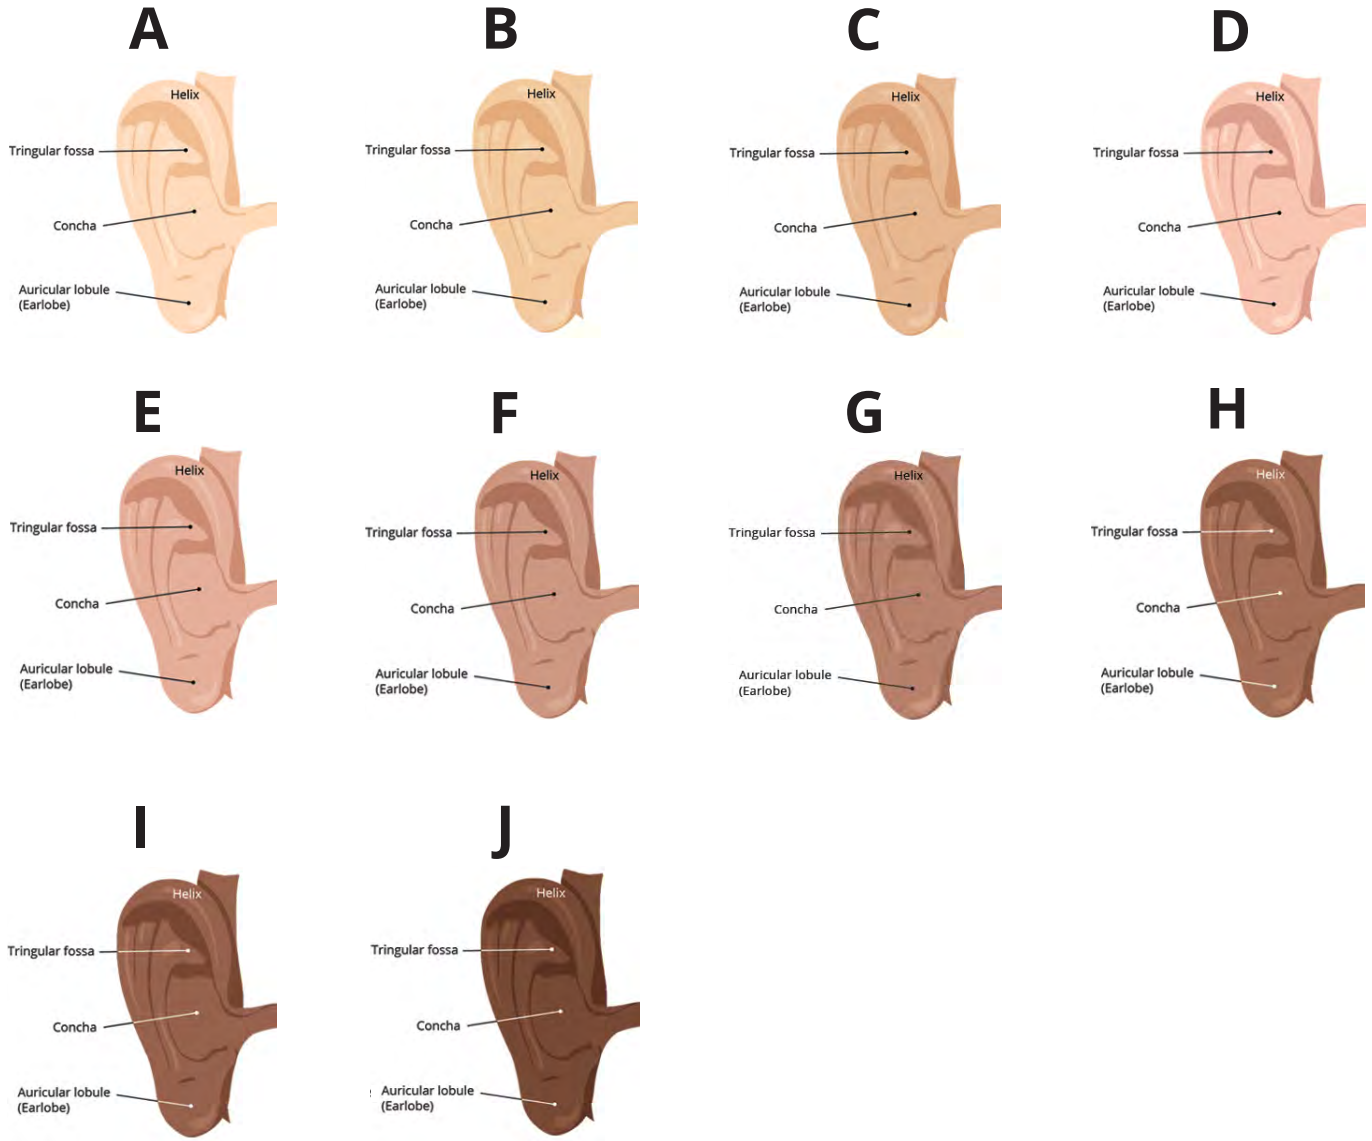 A
Helix
Tringular fossa
Concha
Auricular lobule
(Earlobe)
B
Helix
Tringular fossa
Concha
Auricular lobule
(Earlobe)
C
Helix
Tringular fossa
Concha
Auricular lobule
(Earlobe)
D
Helix
Tringular fossa
Concha
Auricular lobule
(Earlobe)
E
Helix
Tringular fossa
Concha
Auricular lobule
(Earlobe)
F
Helix
Tringular fossa
Concha
Auricular lobule
(Earlobe)
G
Helix
Tringular fossa
Concha
Auricular lobule
(Earlobe)
H
Helix
Tringular fossa
Concha
Auricular lobule
(Earlobe)
I
Helix
Tringular fossa
Concha
Auricular lobule
(Earlobe)
J
Helix
Tringular fossa
Concha
Auricular lobule
(Earlobe)